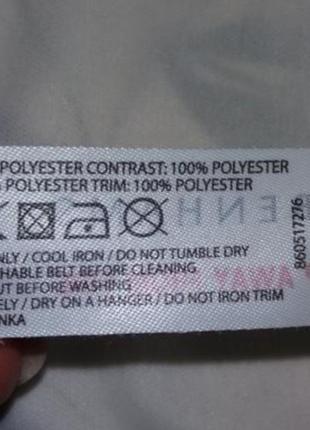 POLYESTER CONTRAST: 100% POLYESTER
POLYESTER TRIM: 100% POLYESTER
NLY / COOL IRON / DO NOT TUMBLE DRY
HABLE BELT BEFORE CLEANING
UT BEFORE WASHING
ELY / DRY ON A HANGER / DO NOT IRON TRIM
ANKA
860517276